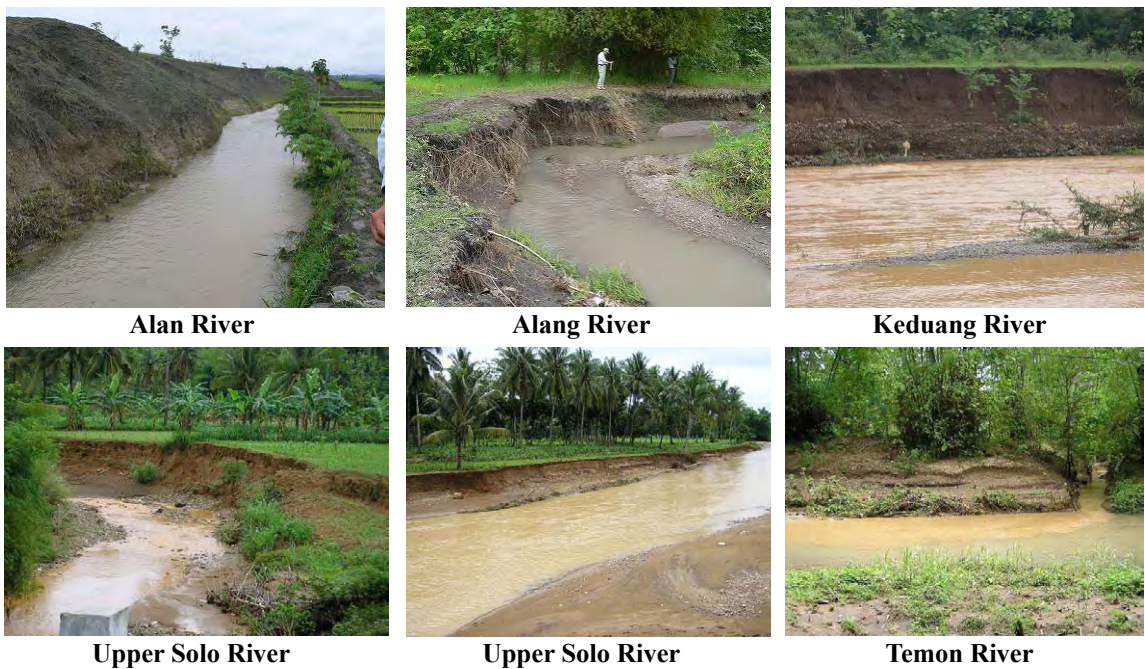 Alan River
Alang River
Keduang River
Upper Solo River
Upper Solo River
Temon River